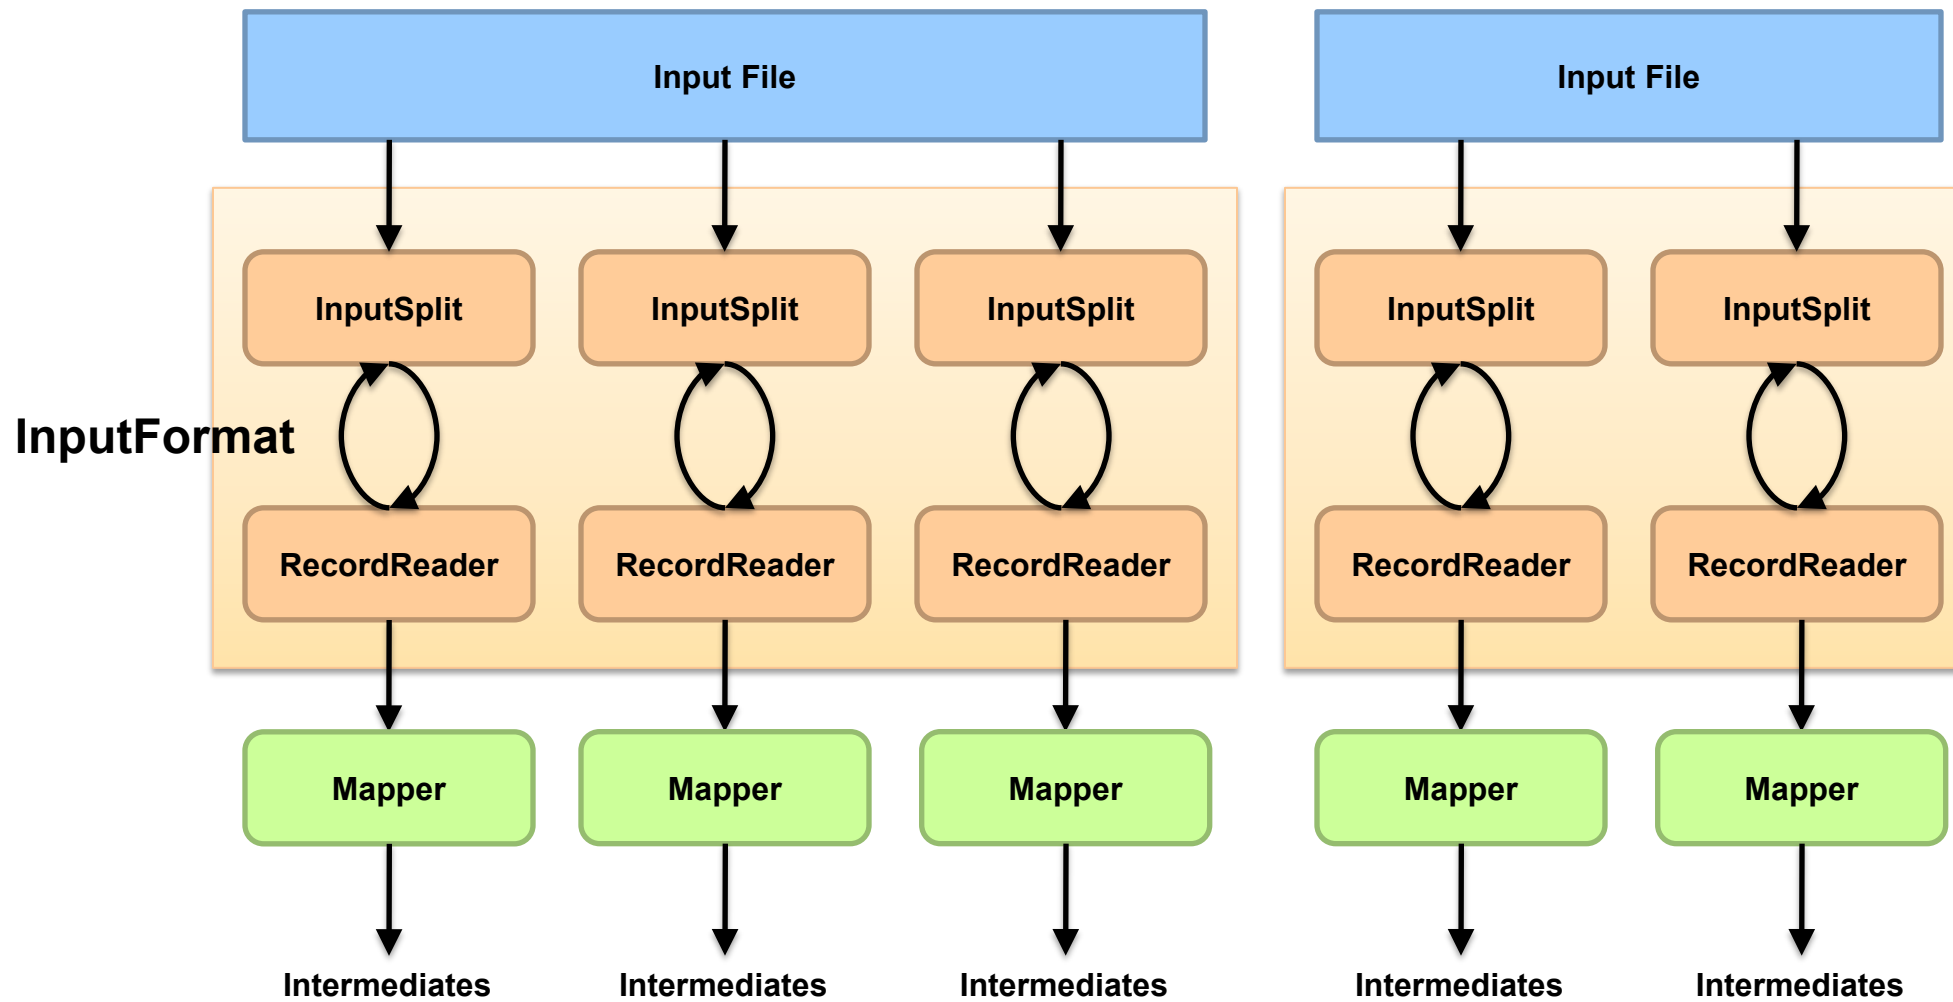 Input File
Input File
InputSplit
InputSplit
InputSplit
InputSplit
InputSplit
InputFormat
RecordReader
RecordReader
RecordReader
RecordReader
RecordReader
Mapper
Mapper
Mapper
Mapper
Mapper
Intermediates
Intermediates
Intermediates
Intermediates
Intermediates